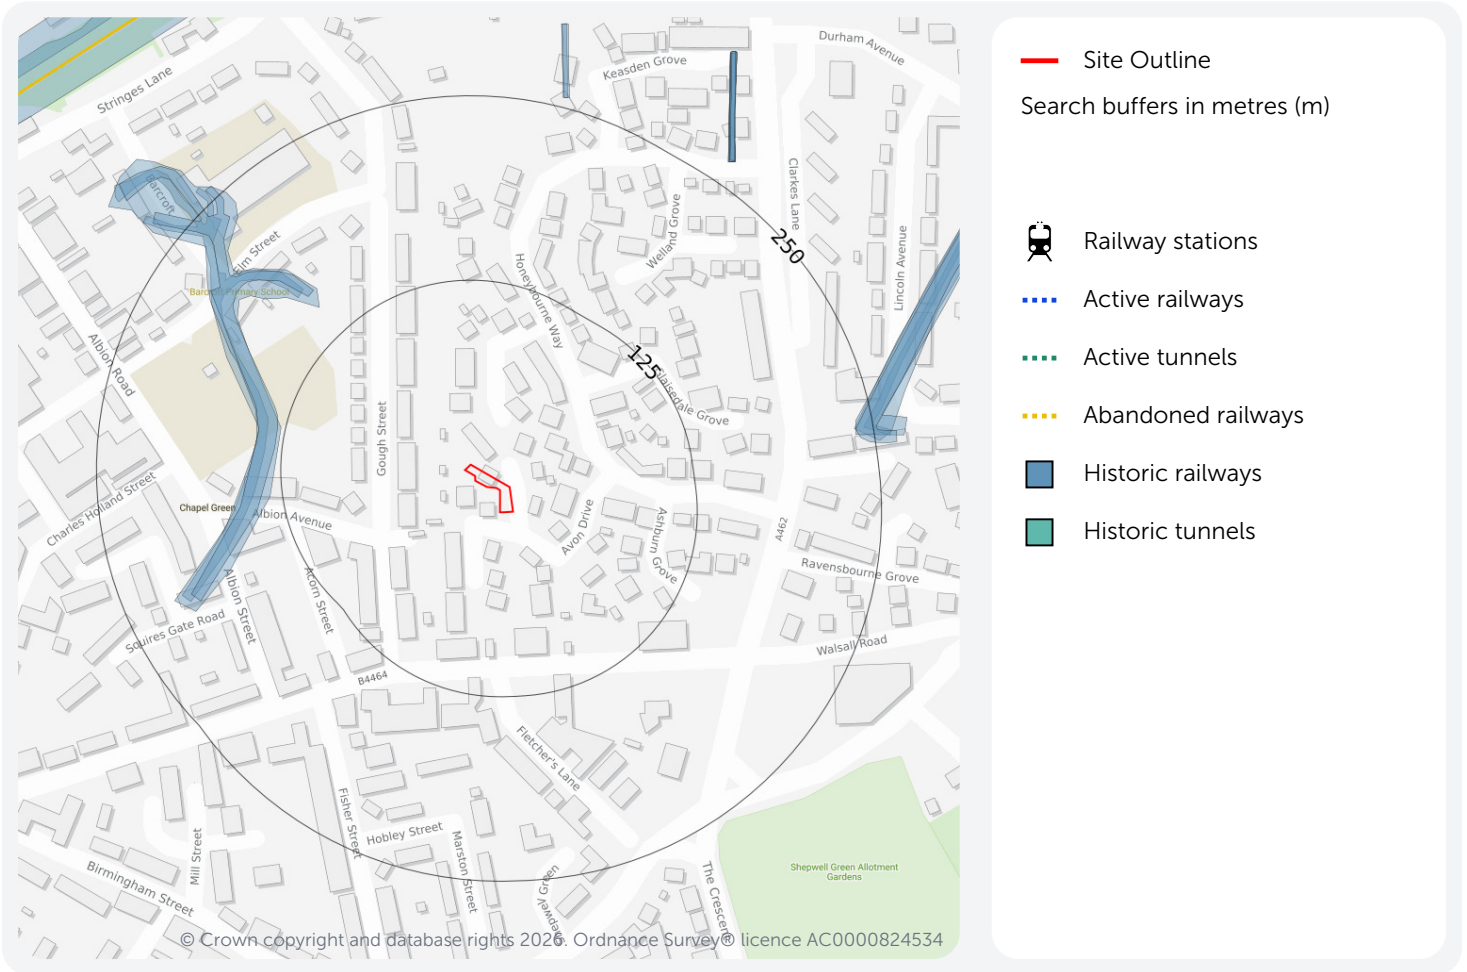 Site Outline
Search buffers in metres (m)
Railway stations
Active railways
Active tunnels
Abandoned railways
Historic railways
Historic tunnels
Durham Avenue
Keasden Grove
Stringes Lane
Clarkes Lane
250
Welland Grove
Elm Street
Lincoln Avenue
Honeybourne Way
Albion Road
125
Gough Street
Charles Holland Street
Chapel Green
Albion Avenue
Avon Drive
Ashburn Grove
A462
Ravensbourne Grove
Acorn Street
Albion Street
Squires Gate Road
Walsall Road
B4464
Fletcher's Lane
Fisher Street
Hobley Street
Marston Street
Mill Street
Birmingham Street
The Crescent
Shepwell Green Allotment
Gardens
© Crown copyright and database rights 2026. Ordnance Survey® licence AC0000824534